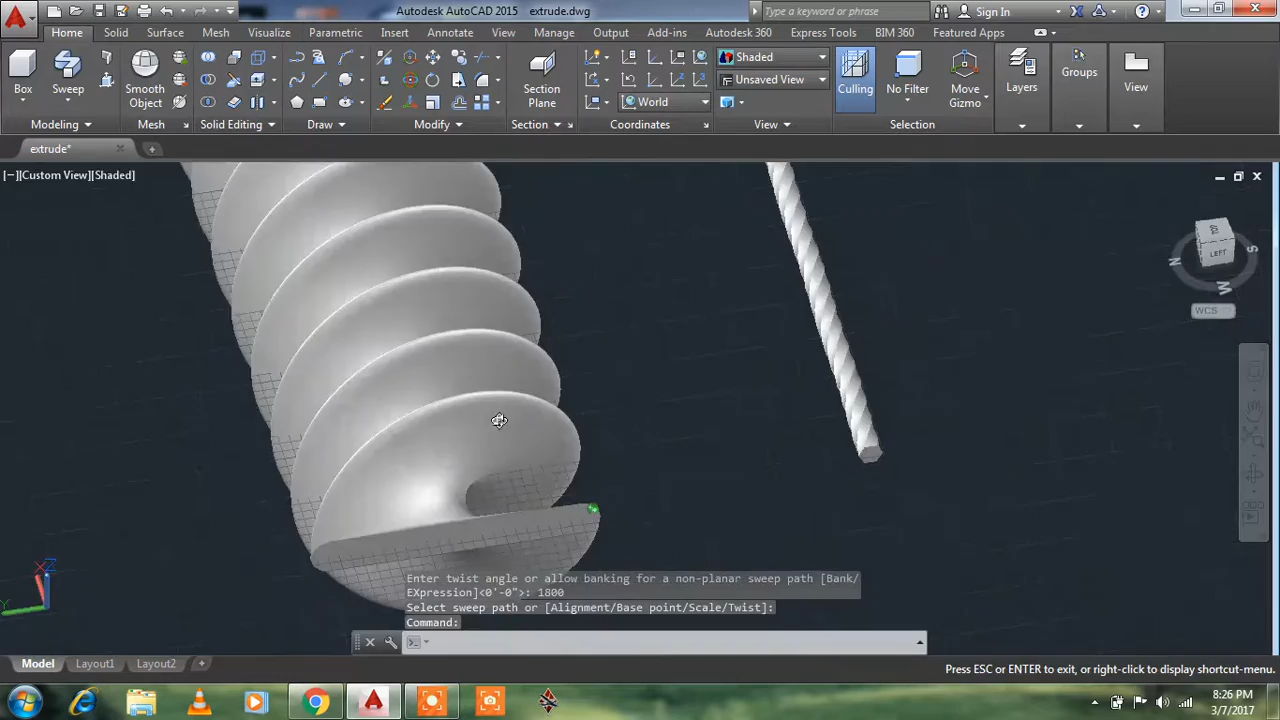 Autodesk AutoCAD 2015 extrude.dwg
Type a keyword or phrase
Sign In
Home Solid Surface Mesh Visualize Parametric Insert Annotate View Manage Output Add-ins Autodesk 360 Express Tools BIM 360 Featured Apps
Box
Sweep
Smooth
Object
Section
Plane
Shaded
Unsaved View
World
Culling
No Filter
Move
Gizmo
Layers
Groups
View
Modeling
Mesh
Solid Editing
Draw
Modify
Section
Coordinates
View
Selection
extrude*
[−][Custom View][Shaded]
TOP
LEFT
N
S
W
WCS
X
Z
Y
Enter twist angle or allow banking for a non-planar sweep path [Bank/
EXpression]<0'-0">: 1800
Select sweep path or [Alignment/Base point/Scale/Twist]:
Command:
Model Layout1 Layout2
Press ESC or ENTER to exit, or right-click to display shortcut-menu.
8:26 PM
3/7/2017